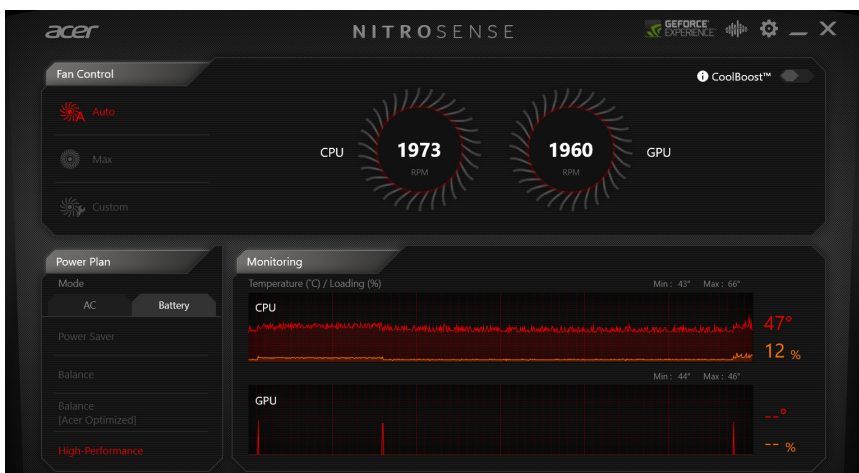 acer
NITROSENSE
GEFORCE
EXPERIENCE
Fan Control
CoolBoost™
Auto
Max
Custom
CPU
1973
RPM
1960
RPM
GPU
Power Plan
Mode
AC
Battery
Power Saver
Balance
Balance
[Acer Optimized]
High-Performance
Monitoring
Temperature (°C) / Loading (%)
Min : 43° Max : 66°
CPU
47°
12 %
Min : 44° Max : 46°
GPU
--°
-- %